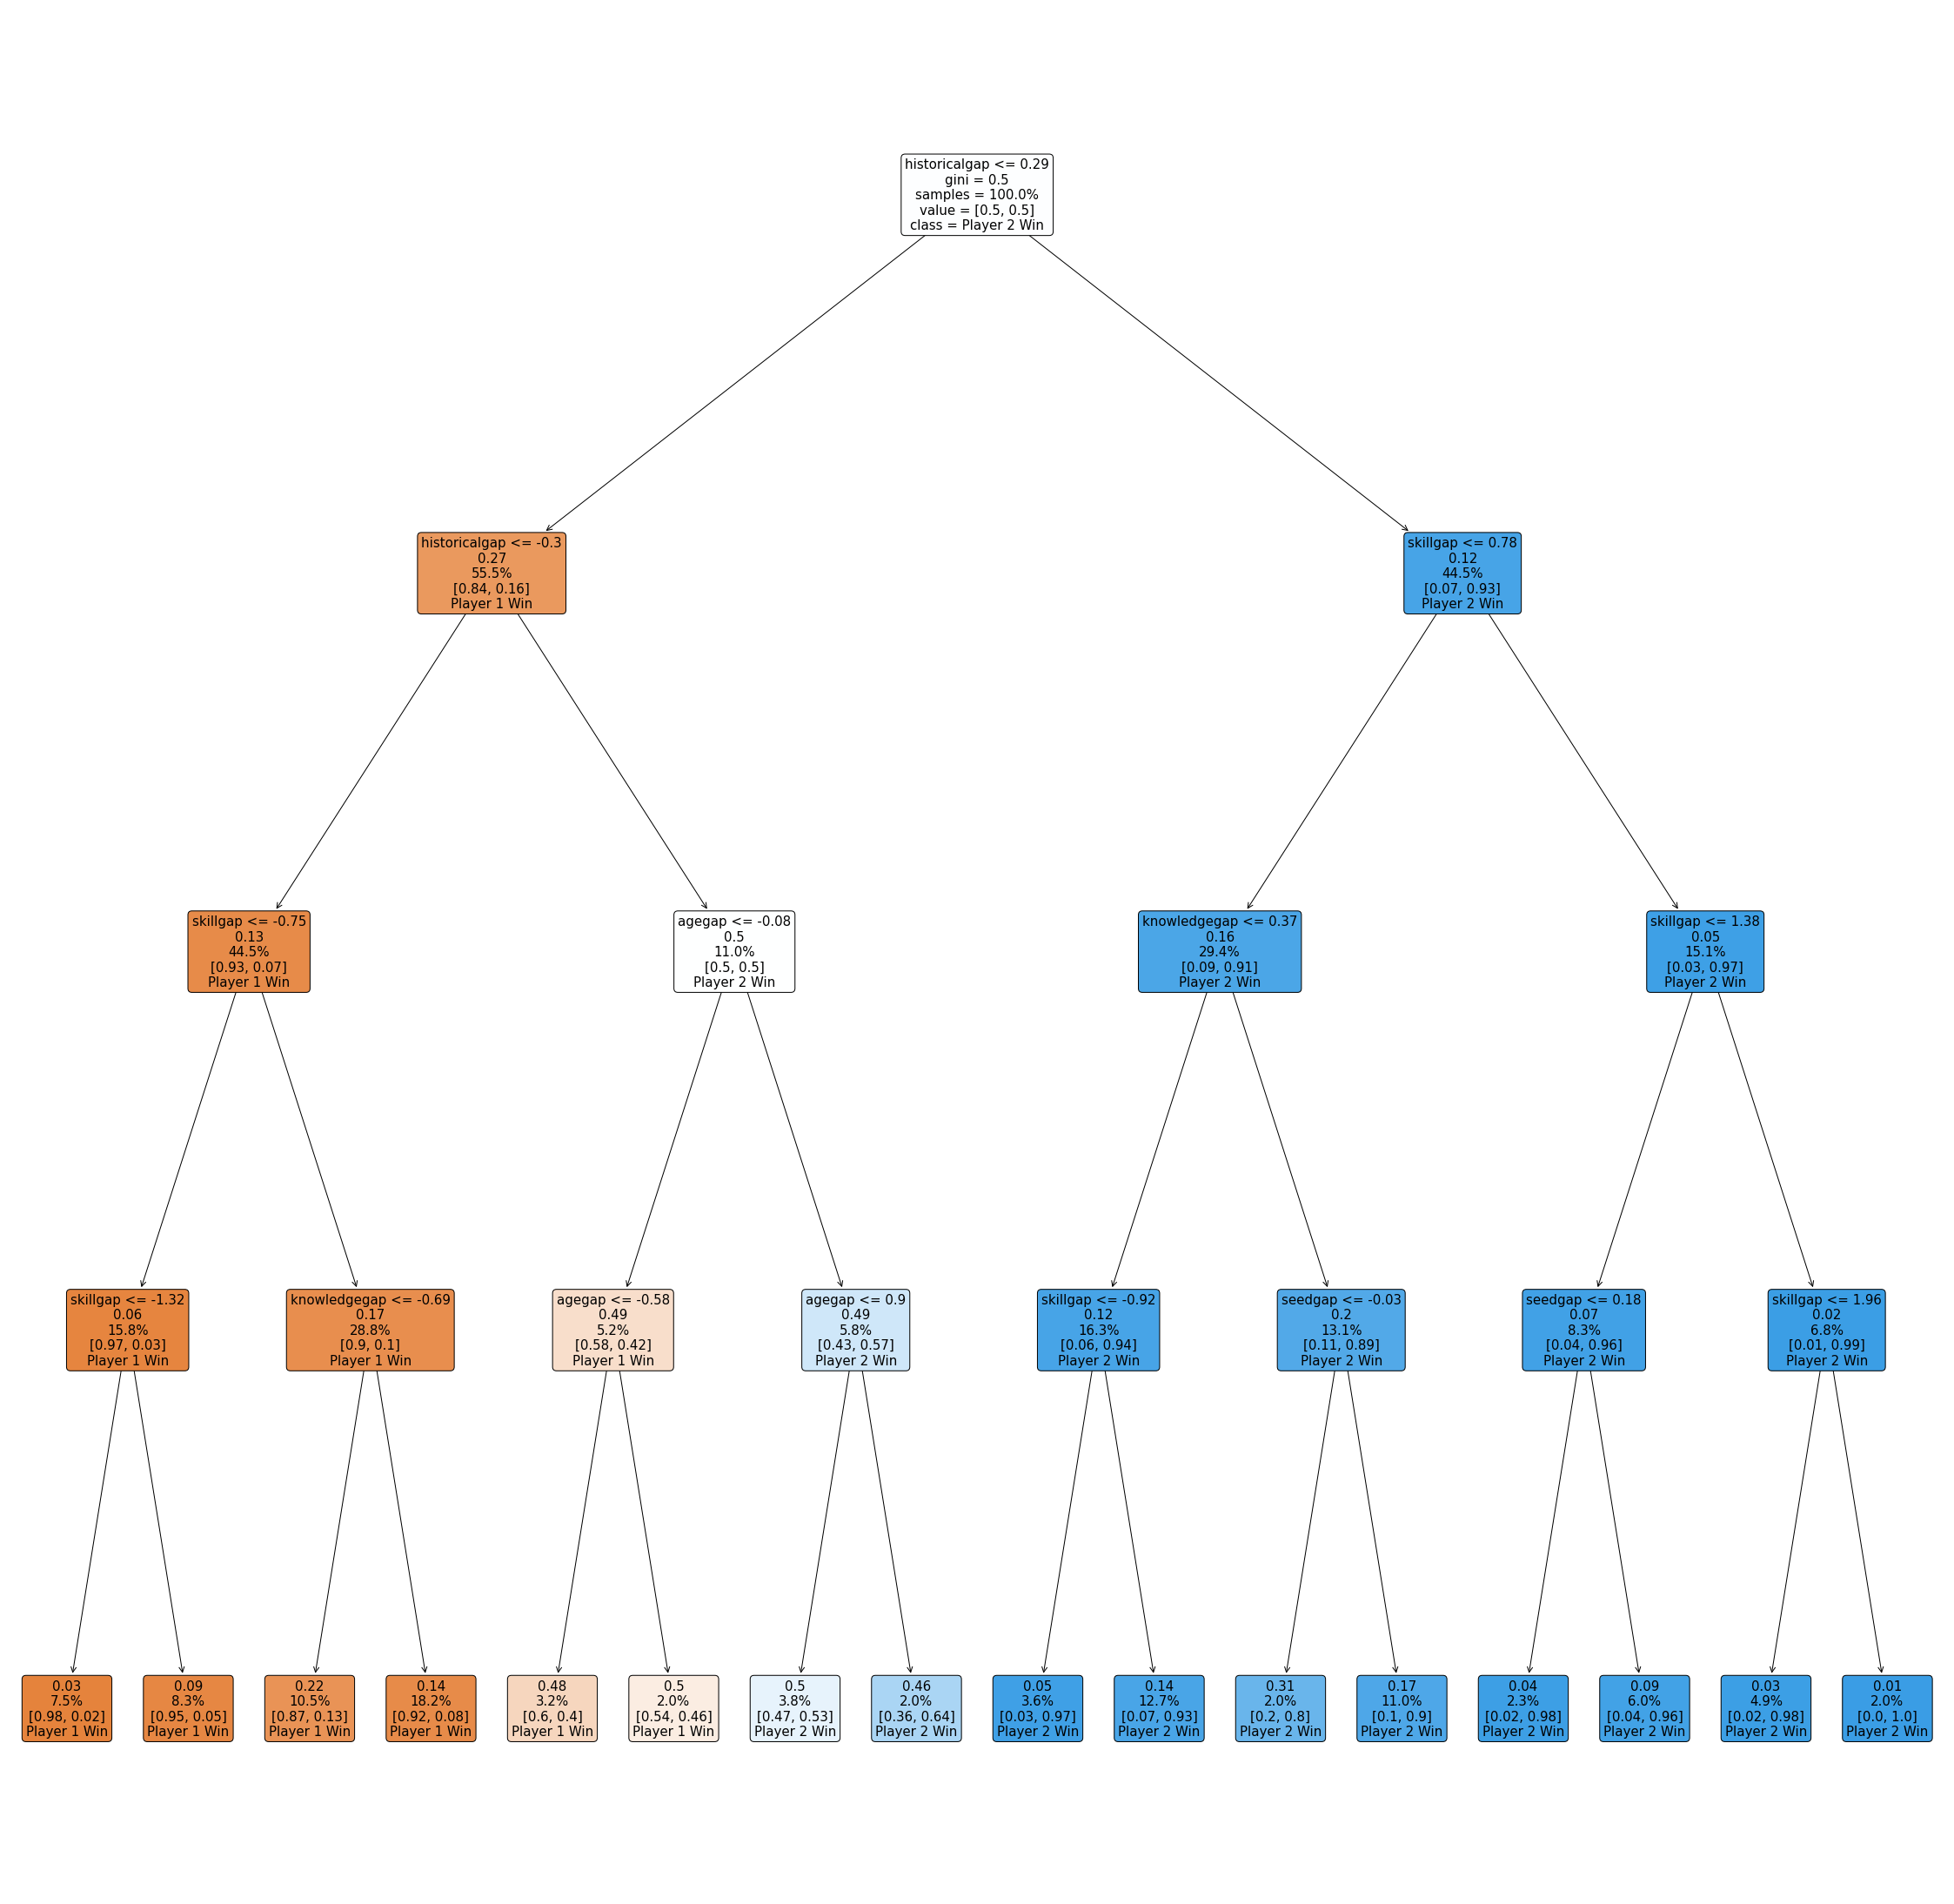 historicalgap <= 0.29
gini = 0.5
samples = 100.0%
value = [0.5, 0.5]
class = Player 2 Win
historicalgap <= -0.3
0.27
55.5%
[0.84, 0.16]
Player 1 Win
skillgap <= 0.78
0.12
44.5%
[0.07, 0.93]
Player 2 Win
skillgap <= -0.75
0.13
44.5%
[0.93, 0.07]
Player 1 Win
agegap <= -0.08
0.5
11.0%
[0.5, 0.5]
Player 2 Win
knowledgegap <= 0.37
0.16
29.4%
[0.09, 0.91]
Player 2 Win
skillgap <= 1.38
0.05
15.1%
[0.03, 0.97]
Player 2 Win
skillgap <= -1.32
0.06
15.8%
[0.97, 0.03]
Player 1 Win
knowledgegap <= -0.69
0.17
28.8%
[0.9, 0.1]
Player 1 Win
agegap <= -0.58
0.49
5.2%
[0.58, 0.42]
Player 1 Win
agegap <= 0.9
0.49
5.8%
[0.43, 0.57]
Player 2 Win
skillgap <= -0.92
0.12
16.3%
[0.06, 0.94]
Player 2 Win
seedgap <= -0.03
0.2
13.1%
[0.11, 0.89]
Player 2 Win
seedgap <= 0.18
0.07
8.3%
[0.04, 0.96]
Player 2 Win
skillgap <= 1.96
0.02
6.8%
[0.01, 0.99]
Player 2 Win
0.03
7.5%
[0.98, 0.02]
Player 1 Win
0.09
8.3%
[0.95, 0.05]
Player 1 Win
0.22
10.5%
[0.87, 0.13]
Player 1 Win
0.14
18.2%
[0.92, 0.08]
Player 1 Win
0.48
3.2%
[0.6, 0.4]
Player 1 Win
0.5
2.0%
[0.54, 0.46]
Player 1 Win
0.5
3.8%
[0.47, 0.53]
Player 2 Win
0.46
2.0%
[0.36, 0.64]
Player 2 Win
0.05
3.6%
[0.03, 0.97]
Player 2 Win
0.14
12.7%
[0.07, 0.93]
Player 2 Win
0.31
2.0%
[0.2, 0.8]
Player 2 Win
0.17
11.0%
[0.1, 0.9]
Player 2 Win
0.04
2.3%
[0.02, 0.98]
Player 2 Win
0.09
6.0%
[0.04, 0.96]
Player 2 Win
0.03
4.9%
[0.02, 0.98]
Player 2 Win
0.01
2.0%
[0.0, 1.0]
Player 2 Win